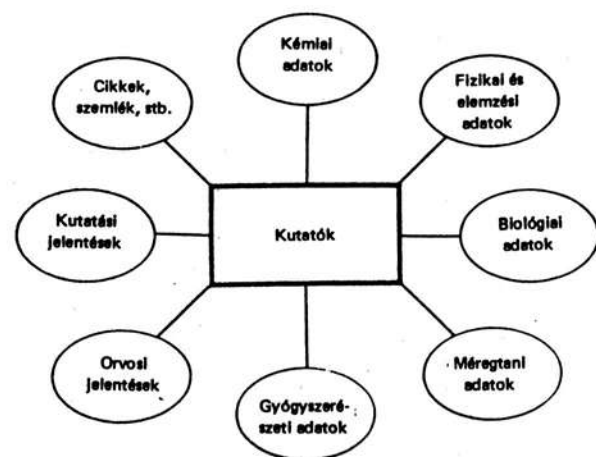 Kémiai
adatok
Cikkek,
szemlék, stb.
Fizikai és
elemzési
adatok
Kutatási
jelentések
Kutatók
Biológiai
adatok
Orvosi
jelentések
Gyógyszeré-
szeti adatok
Méregtani
adatok